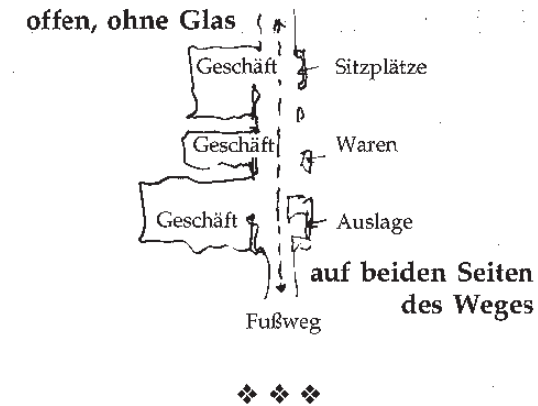 offen, ohne Glas
Geschäft
Sitzplätze
Geschäft
Waren
Geschäft
Auslage
auf beiden Seiten
des Weges
Fußweg